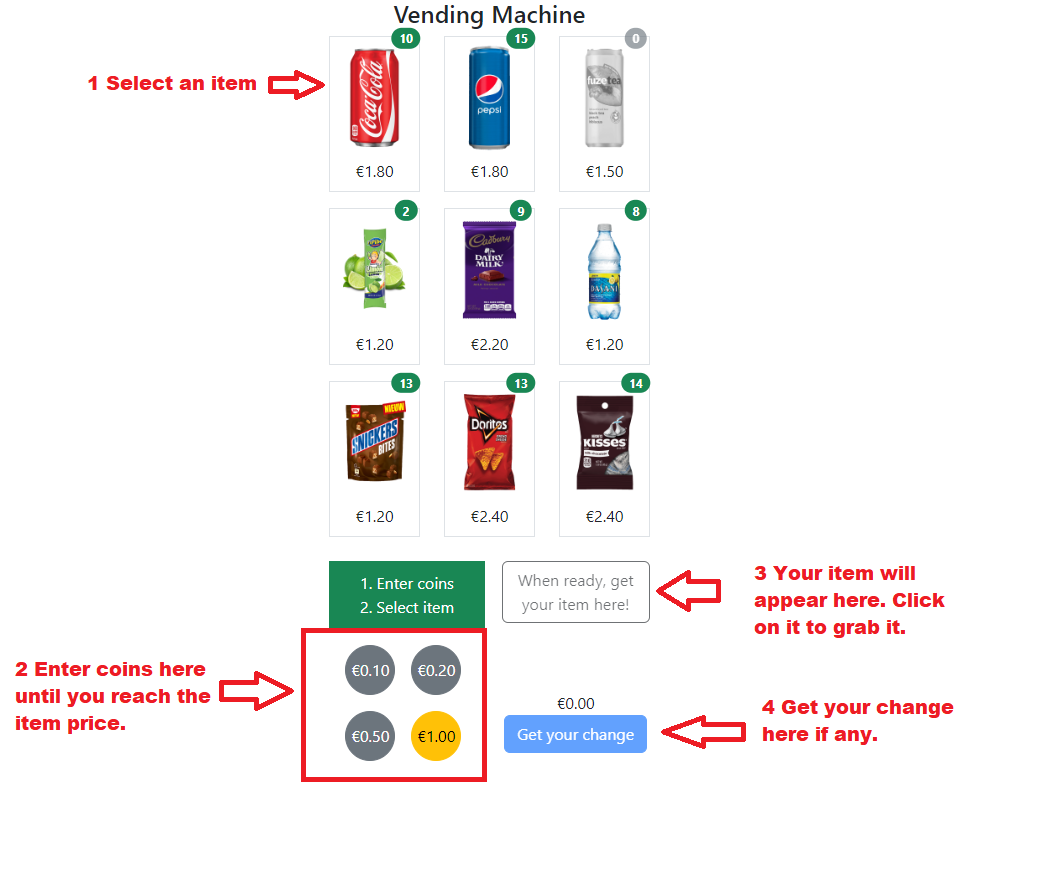 Vending Machine
10
15
0
1 Select an item
Coca-Cola
pepsi
fuzetea
€1.80
€1.80
€1.50
2
9
8
Cadbury
DAIRY
MILK
DASANI
€1.20
€2.20
€1.20
13
13
14
NIEUW
SNICKERS
BITES
Doritos
KISSES
€1.20
€2.40
€2.40
1. Enter coins
2. Select item
When ready, get
your item here!
3 Your item will
appear here. Click
on it to grab it.
2 Enter coins here
until you reach the
item price.
€0.10
€0.20
€0.50
€1.00
€0.00
Get your change
4 Get your change
here if any.